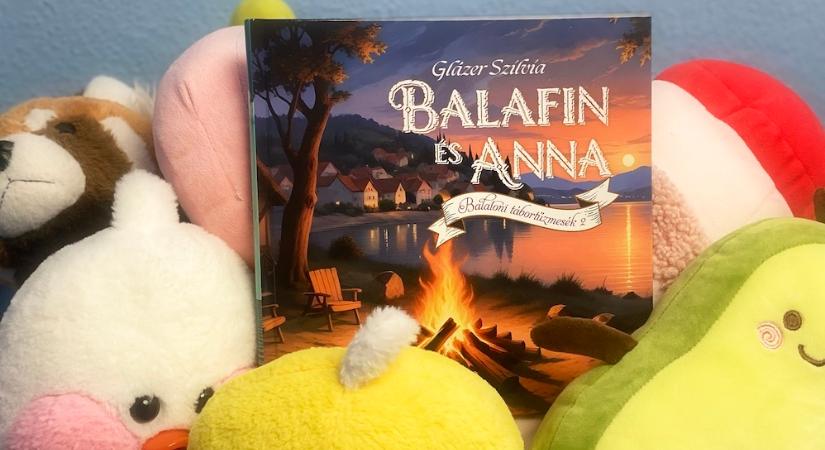 Glázer Szilvia
BALAFIN
ÉS ANNA
Balatoni tábortűzmesék 2